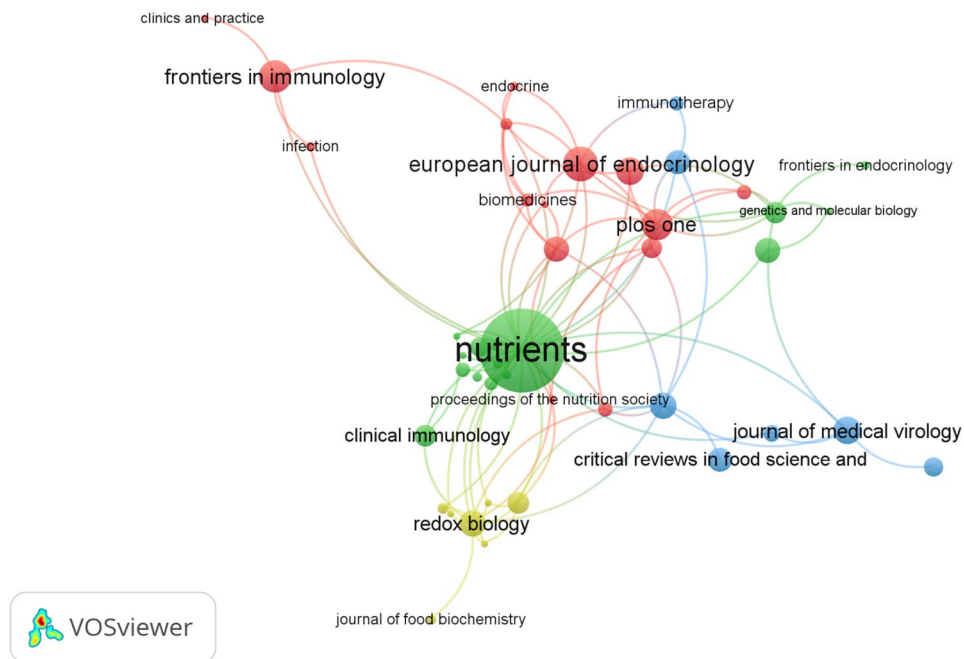 clinics and practice
frontiers in immunology
endocrine
immunotherapy
infection
european journal of endocrinology
frontiers in endocrinology
biomedicines
genetics and molecular biology
plos one
nutrients
proceedings of the nutrition society
clinical immunology
journal of medical virology
critical reviews in food science and
redox biology
journal of food biochemistry
VOSviewer